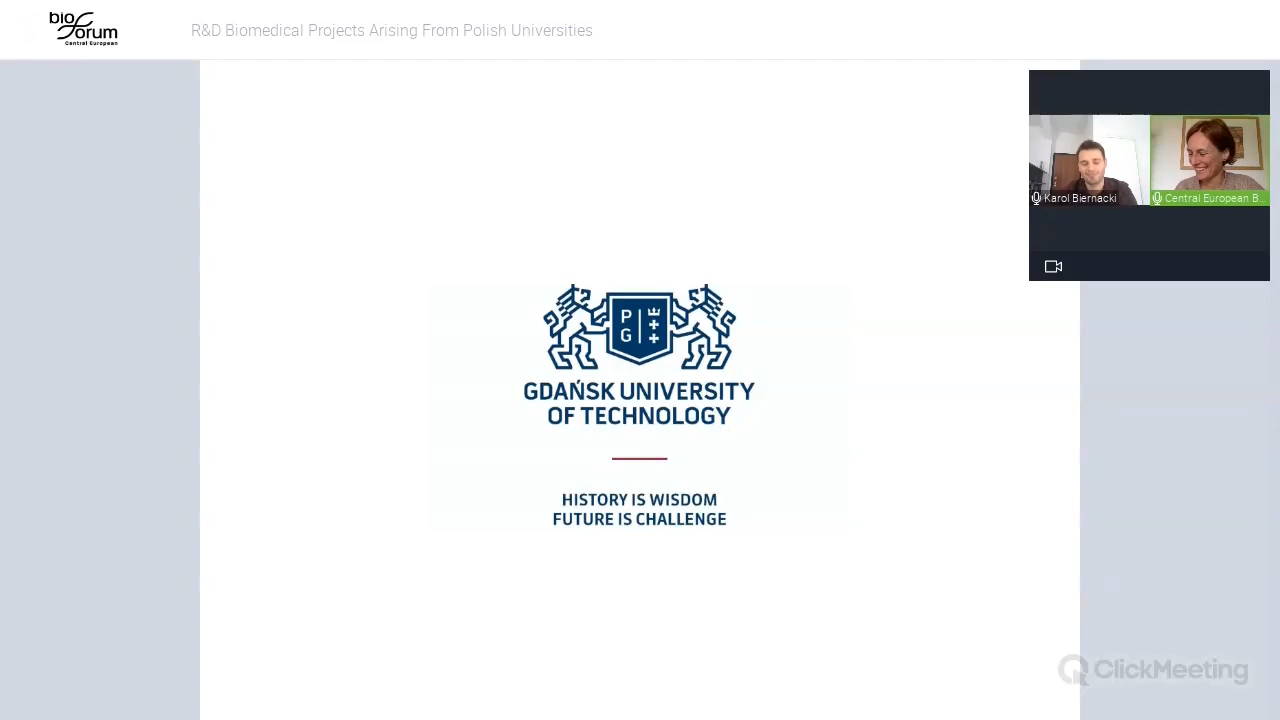 bio
forum
Central European
R&D Biomedical Projects Arising From Polish Universities
Karol Biernacki
Central European B...
PG
GDAŃSK UNIVERSITY
OF TECHNOLOGY
HISTORY IS WISDOM
FUTURE IS CHALLENGE
ClickMeeting